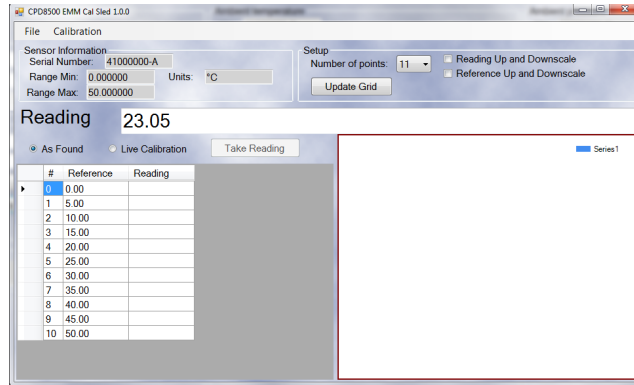 CPD8500 EMM Cal Sled 1.0.0
File Calibration
Sensor Information
Serial Number: 41000000-A
Range Min: 0.000000 Units: °C
Range Max: 50.000000
Setup
Number of points: 11
Reading Up and Downscale
Reference Up and Downscale
Update Grid
Reading 23.05
As Found Live Calibration Take Reading
# Reference Reading
0 0.00
1 5.00
2 10.00
3 15.00
4 20.00
5 25.00
6 30.00
7 35.00
8 40.00
9 45.00
10 50.00
Series1